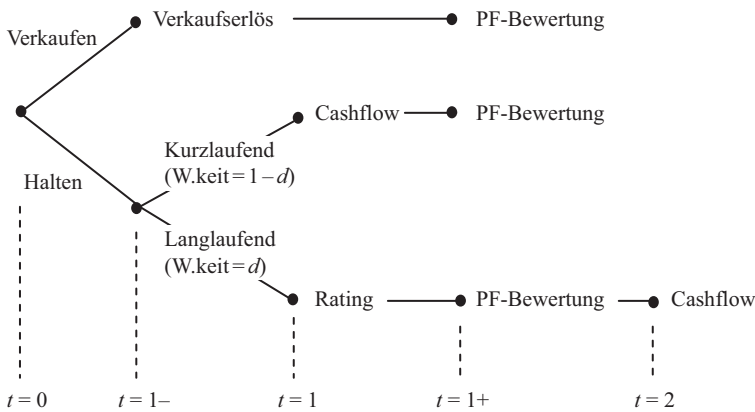 Verkaufen
Verkaufserlös
PF-Bewertung
Cashflow
PF-Bewertung
Kurzlaufend
(W.keit = 1 – d)
Halten
Langlaufend
(W.keit = d)
Rating
PF-Bewertung
Cashflow
t = 0
t = 1–
t = 1
t = 1+
t = 2